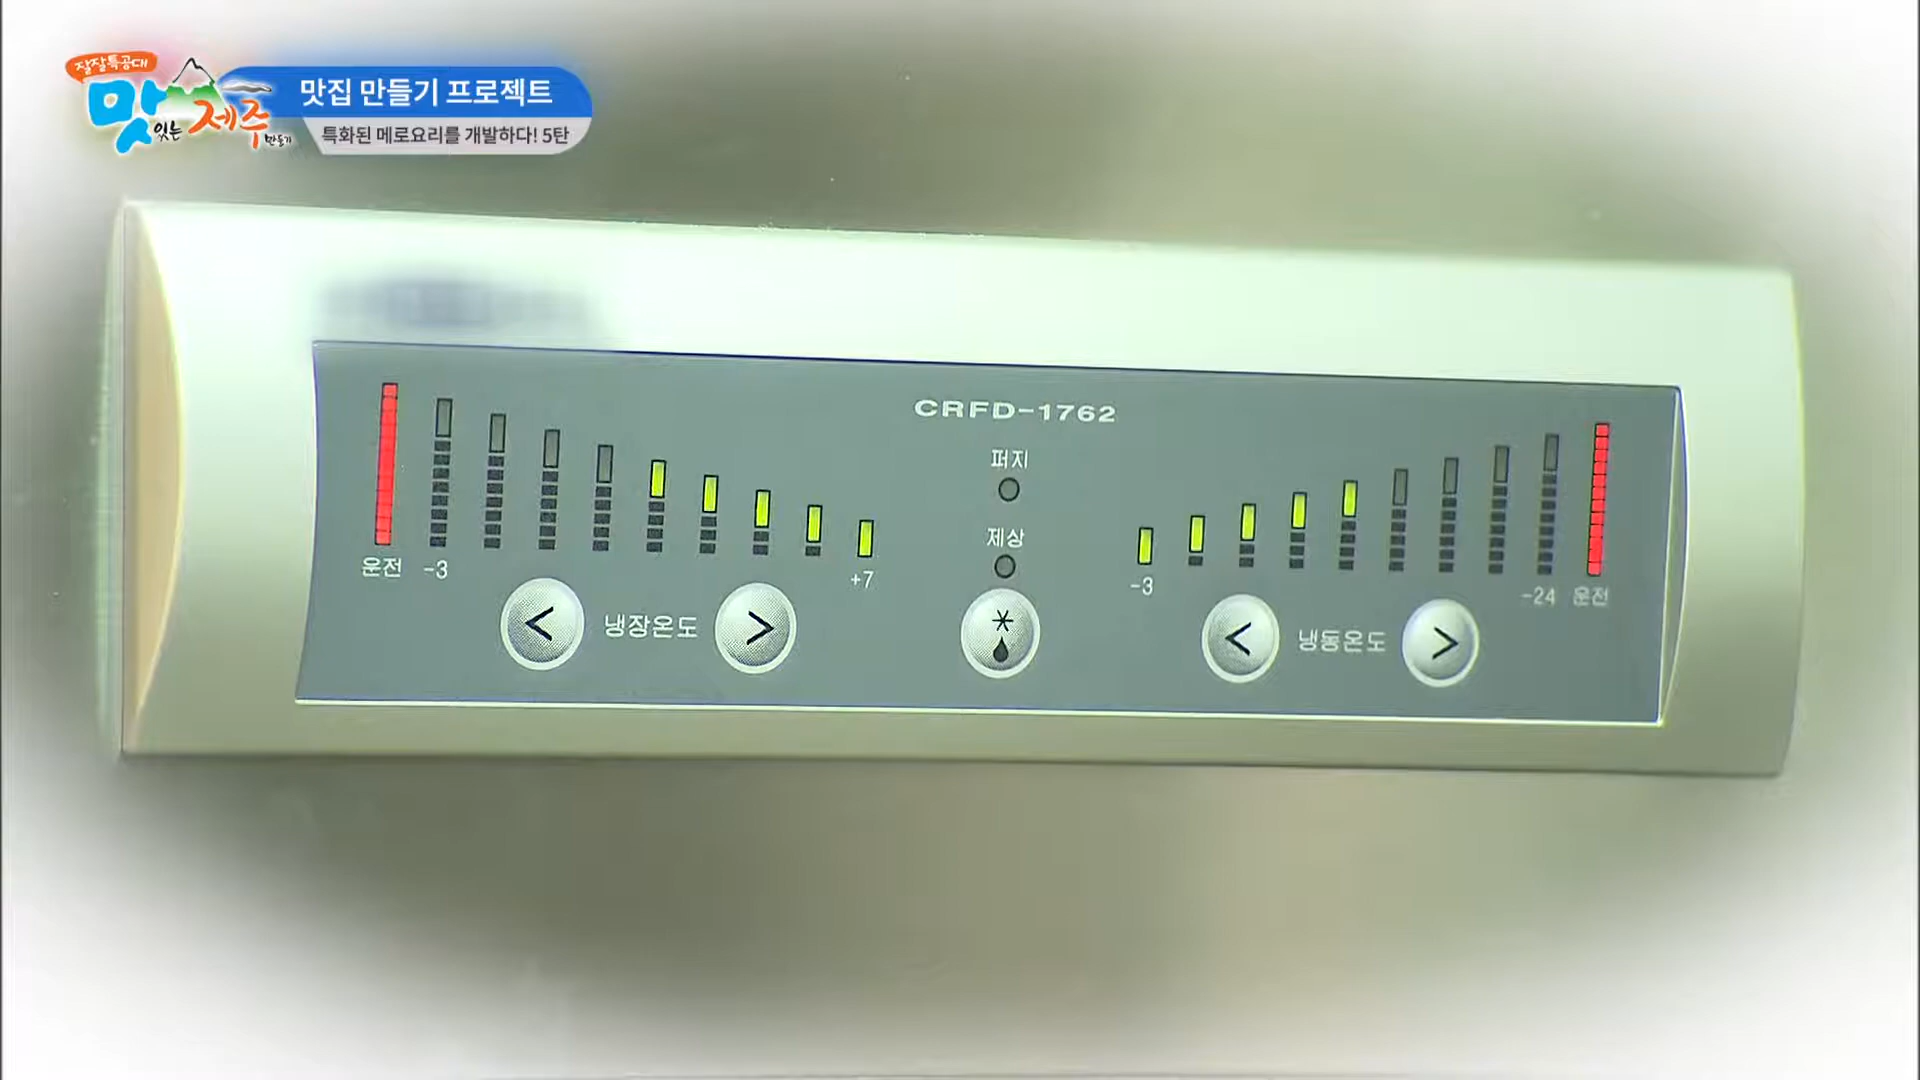 잘잘특공대
맛있는 제주 만들기
맛집 만들기 프로젝트
특화된 메로요리를 개발하다! 5탄
CRFD-1762
퍼지
제상
운전 -3 +7
-3 -24 운전
< 냉장온도 >
< 냉동온도 >